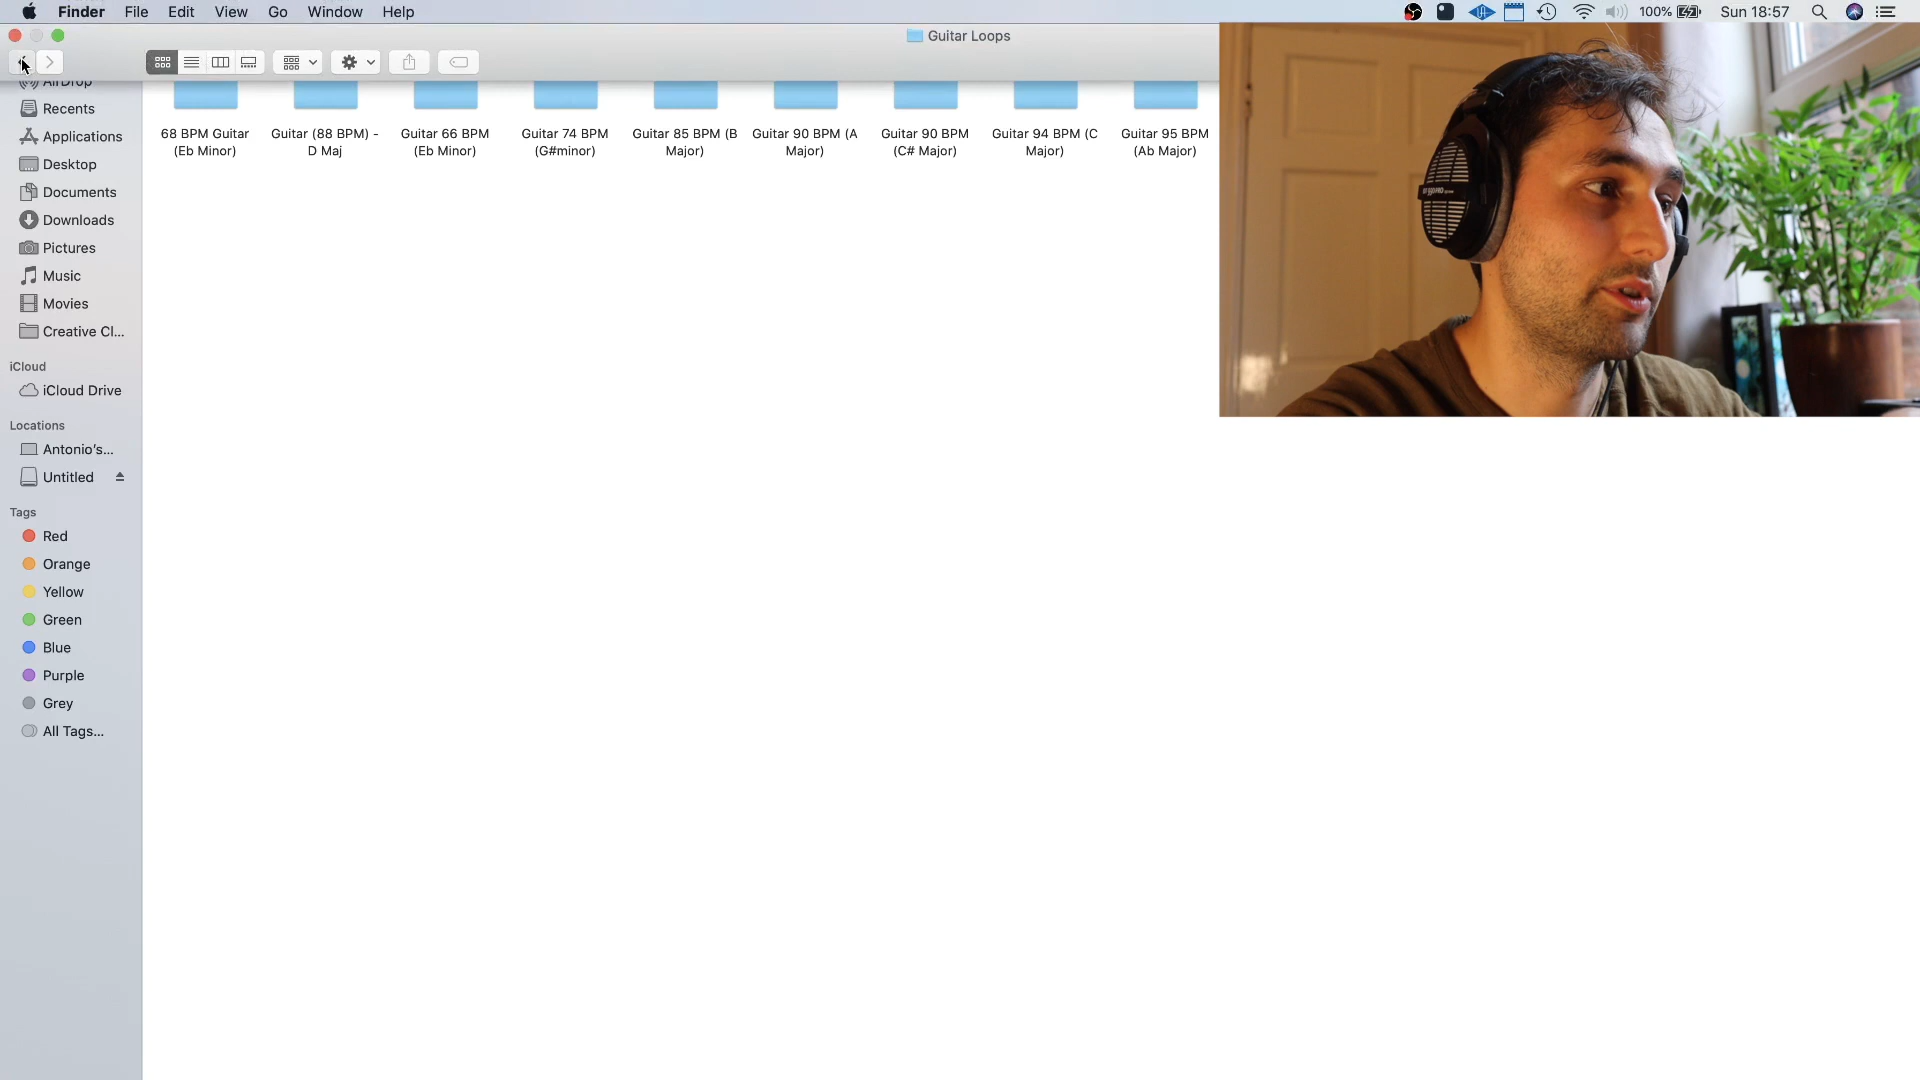 Finder File Edit View Go Window Help
100% Sun 18:57
Guitar Loops
AirDrop
Recents
Applications
Desktop
Documents
Downloads
Pictures
Music
Movies
Creative Cl...
iCloud
iCloud Drive
Locations
Antonio's...
Untitled
Tags
Red
Orange
Yellow
Green
Blue
Purple
Grey
All Tags...
68 BPM Guitar
(Eb Minor)
Guitar (88 BPM) -
D Maj
Guitar 66 BPM
(Eb Minor)
Guitar 74 BPM
(G#minor)
Guitar 85 BPM (B
Major)
Guitar 90 BPM (A
Major)
Guitar 90 BPM
(C# Major)
Guitar 94 BPM (C
Major)
Guitar 95 BPM
(Ab Major)